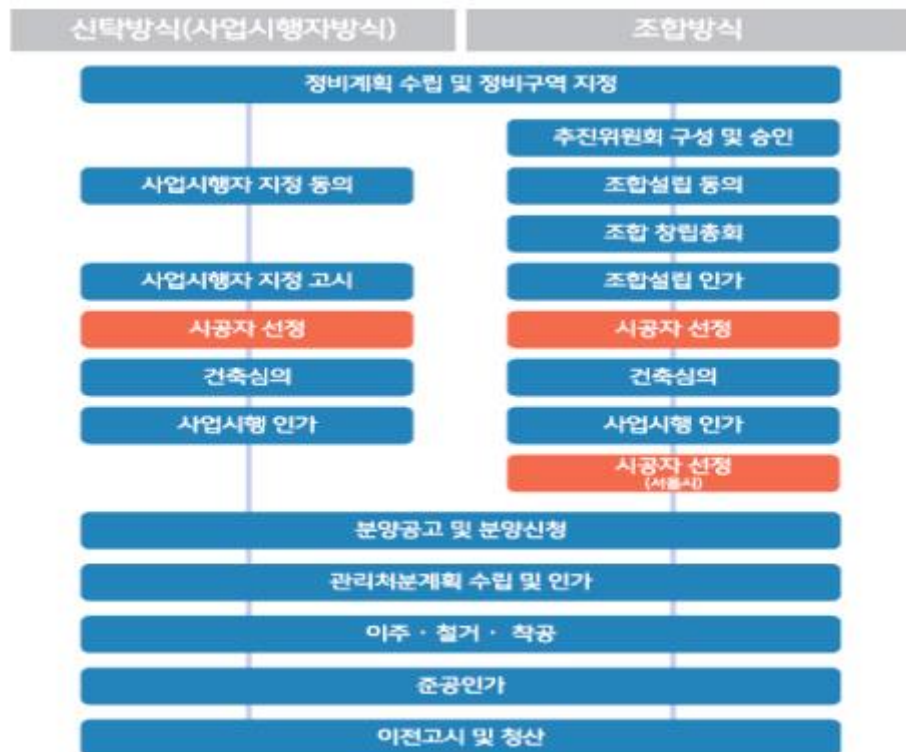 신탁방식(사업시행자방식) 조합방식
정비계획 수립 및 정비구역 지정
추진위원회 구성 및 승인
사업시행자 지정 동의 조합설립 동의
조합 창립총회
사업시행자 지정 고시 조합설립 인가
시공자 선정 시공자 선정
건축심의 건축심의
사업시행 인가 사업시행 인가
시공자 선정
(서울시)
분양공고 및 분양신청
관리처분계획 수립 및 인가
이주 · 철거 · 착공
준공인가
이전고시 및 청산